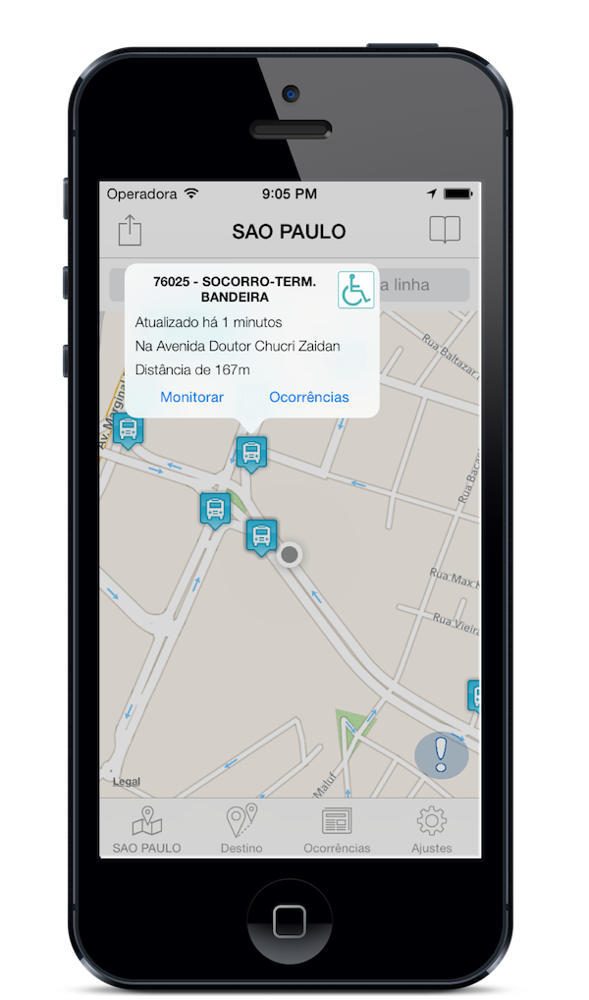 Operadora 9:05 PM
SAO PAULO
76025 - SOCORRO-TERM.
BANDEIRA
a linha
Atualizado há 1 minutos
Na Avenida Doutor Chucri Zaidan
Distância de 167m
Monitorar Ocorrências
Rua Baltazar
Av. Marginal
Rua Baca
Rua Max
Rua Vieira
Maluf
Legal
SAO PAULO Destino Ocorrências Ajustes